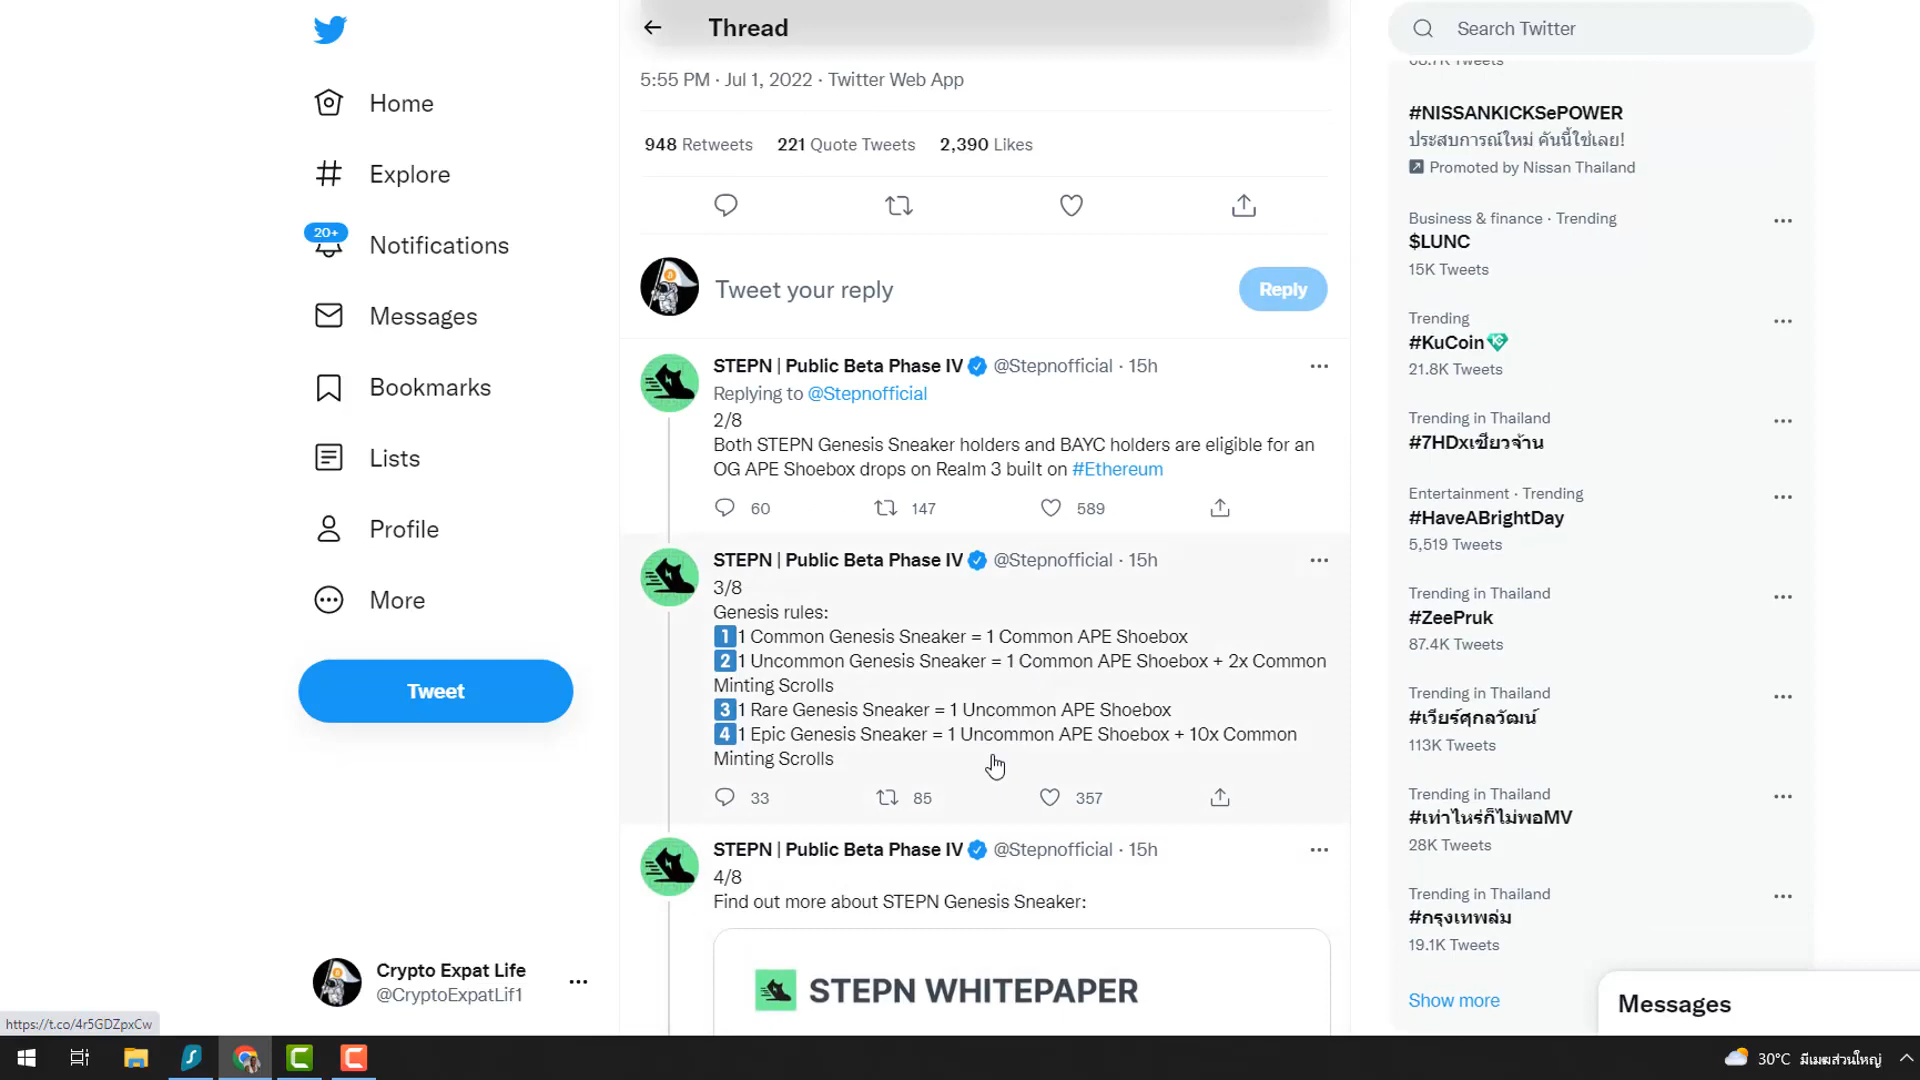 Home
Explore
20+
Notifications
Messages
Bookmarks
Lists
Profile
More
Tweet
Crypto Expat Life
@CryptoExpatLif1
https://t.co/4r5GDZpxCw
Thread
5:55 PM · Jul 1, 2022 · Twitter Web App
948 Retweets 221 Quote Tweets 2,390 Likes
Tweet your reply
Reply
STEPN | Public Beta Phase IV @Stepnofficial · 15h
Replying to @Stepnofficial
2/8
Both STEPN Genesis Sneaker holders and BAYC holders are eligible for an
OG APE Shoebox drops on Realm 3 built on #Ethereum
60 147 589
STEPN | Public Beta Phase IV @Stepnofficial · 15h
3/8
Genesis rules:
1 1 Common Genesis Sneaker = 1 Common APE Shoebox
2 1 Uncommon Genesis Sneaker = 1 Common APE Shoebox + 2x Common
Minting Scrolls
3 1 Rare Genesis Sneaker = 1 Uncommon APE Shoebox
4 1 Epic Genesis Sneaker = 1 Uncommon APE Shoebox + 10x Common
Minting Scrolls
33 85 357
STEPN | Public Beta Phase IV @Stepnofficial · 15h
4/8
Find out more about STEPN Genesis Sneaker:
STEPN WHITEPAPER
Search Twitter
68.7K Tweets
#NISSANKICKSePOWER
ประสบการณ์ใหม่ คันนี้ใช่เลย!
Promoted by Nissan Thailand
Business & finance · Trending
$LUNC
15K Tweets
Trending
#KuCoin
21.8K Tweets
Trending in Thailand
#7HDxเชียวจ้าน
Entertainment · Trending
#HaveABrightDay
5,519 Tweets
Trending in Thailand
#ZeePruk
87.4K Tweets
Trending in Thailand
#เวียร์ศุกลวัฒน์
113K Tweets
Trending in Thailand
#เท่าไหร่ก็ไม่พอMV
28K Tweets
Trending in Thailand
#กรุงเทพล่ม
19.1K Tweets
Show more
Messages
30°C มีเมฆส่วนใหญ่